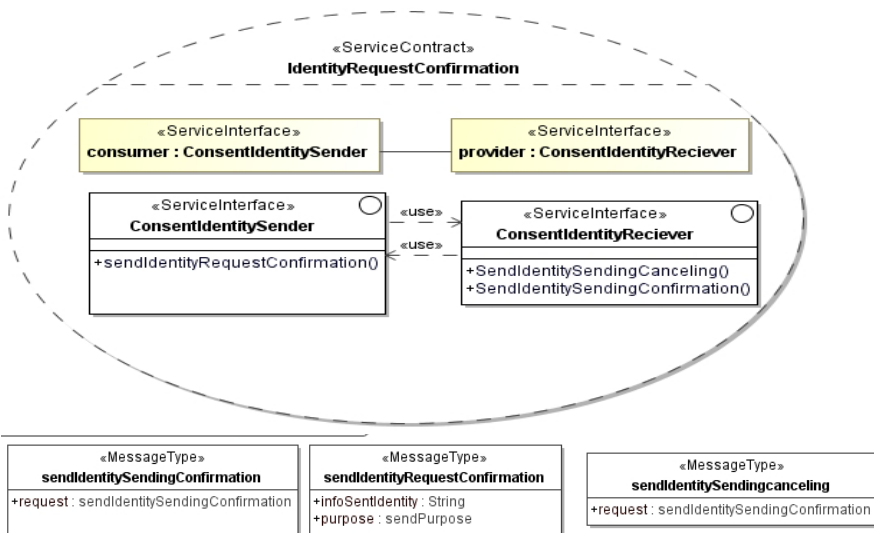 «ServiceContract»
IdentityRequestConfirmation
«ServiceInterface»
consumer : ConsentIdentitySender
«ServiceInterface»
provider : ConsentIdentityReciever
«ServiceInterface»
ConsentIdentitySender
+sendIdentityRequestConfirmation()
«use»
«use»
«ServiceInterface»
ConsentIdentityReciever
+SendIdentitySendingCanceling()
+SendIdentitySendingConfirmation()
«MessageType»
sendIdentitySendingConfirmation
+request : sendIdentitySendingConfirmation
«MessageType»
sendIdentityRequestConfirmation
+infoSentIdentity : String
+purpose : sendPurpose
«MessageType»
sendIdentitySendingcanceling
+request : sendIdentitySendingConfirmation